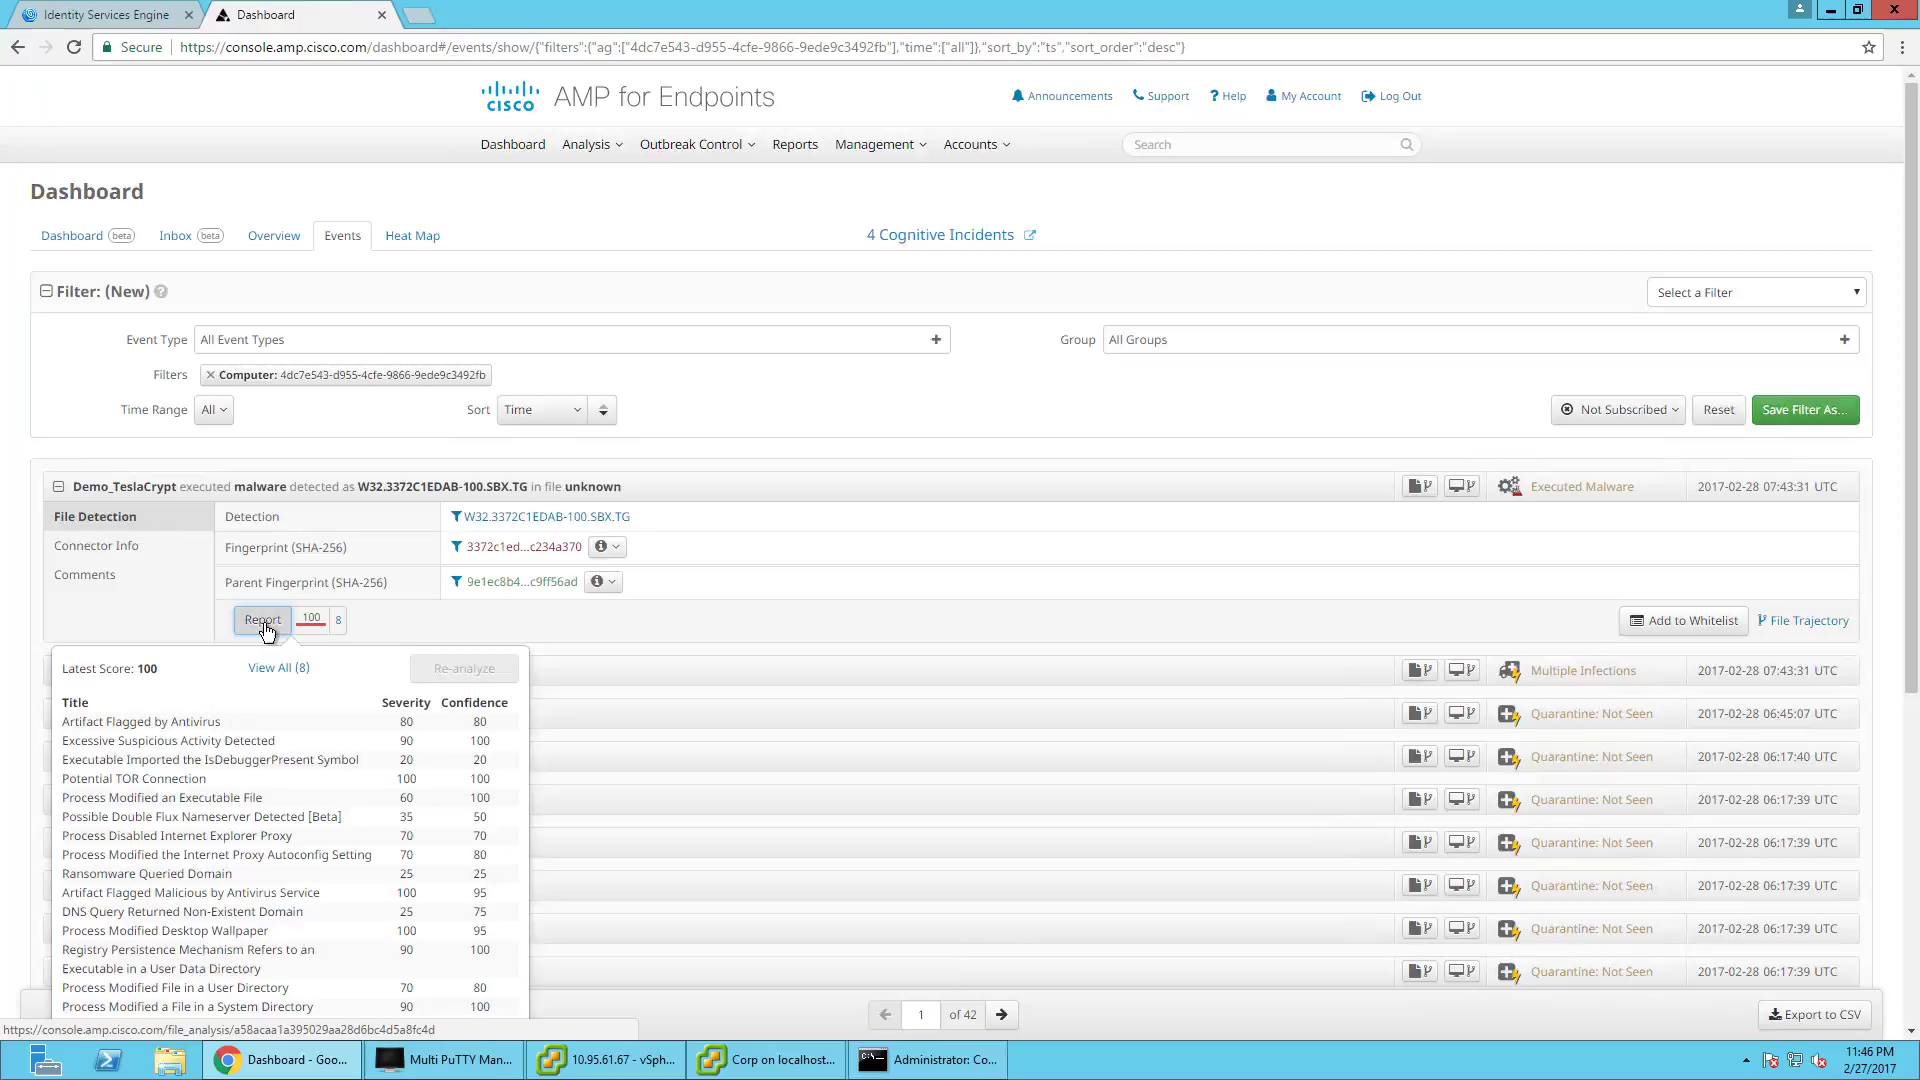 Identity Services Engine
Dashboard
Secure
https://console.amp.cisco.com/dashboard#/events/show/{"filters":{"ag":["4dc7e543-d955-4cfe-9866-9ede9c3492fb"],"time":["all"]},"sort_by":"ts","sort_order":"desc"}
CISCO
AMP for Endpoints
Announcements
Support
? Help
My Account
Log Out
Dashboard
Analysis
Outbreak Control
Reports
Management
Accounts
Search
Dashboard
Dashboard beta
Inbox beta
Overview
Events
Heat Map
4 Cognitive Incidents
Filter: (New) ?
Select a Filter
Event Type
All Event Types
+
Group
All Groups
+
Filters
Computer: 4dc7e543-d955-4cfe-9866-9ede9c3492fb
Time Range
All
Sort
Time
Not Subscribed
Reset
Save Filter As...
Demo_TeslaCrypt executed malware detected as W32.3372C1EDAB-100.SBX.TG in file unknown
Executed Malware
2017-02-28 07:43:31 UTC
File Detection
Detection
W32.3372C1EDAB-100.SBX.TG
Connector Info
Fingerprint (SHA-256)
3372c1ed...c234a370
Comments
Parent Fingerprint (SHA-256)
9e1ec8b4...c9ff56ad
Report
100
8
Add to Whitelist
File Trajectory
Latest Score: 100
View All (8)
Re-analyze
Multiple Infections
2017-02-28 07:43:31 UTC
Title Severity Confidence
Artifact Flagged by Antivirus 80 80
Quarantine: Not Seen
2017-02-28 06:45:07 UTC
Excessive Suspicious Activity Detected 90 100
Executable Imported the IsDebuggerPresent Symbol 20 20
Quarantine: Not Seen
2017-02-28 06:17:40 UTC
Potential TOR Connection 100 100
Process Modified an Executable File 60 100
Quarantine: Not Seen
2017-02-28 06:17:39 UTC
Possible Double Flux Nameserver Detected [Beta] 35 50
Process Disabled Internet Explorer Proxy 70 70
Quarantine: Not Seen
2017-02-28 06:17:39 UTC
Process Modified the Internet Proxy Autoconfig Setting 70 80
Ransomware Queried Domain 25 25
Quarantine: Not Seen
2017-02-28 06:17:39 UTC
Artifact Flagged Malicious by Antivirus Service 100 95
DNS Query Returned Non-Existent Domain 25 75
Process Modified Desktop Wallpaper 100 95
Quarantine: Not Seen
2017-02-28 06:17:39 UTC
Registry Persistence Mechanism Refers to an 90 100
Executable in a User Data Directory
Quarantine: Not Seen
2017-02-28 06:17:39 UTC
Process Modified File in a User Directory 70 80
Process Modified a File in a System Directory 90 100
1
of 42
Export to CSV
https://console.amp.cisco.com/file_analysis/a58acaa1a395029aa28d6bc4d5a8fc4d
Dashboard - Goo...
Multi PuTTY Man...
10.95.61.67 - vSph...
Corp on localhost...
Administrator: Co...
11:46 PM
2/27/2017